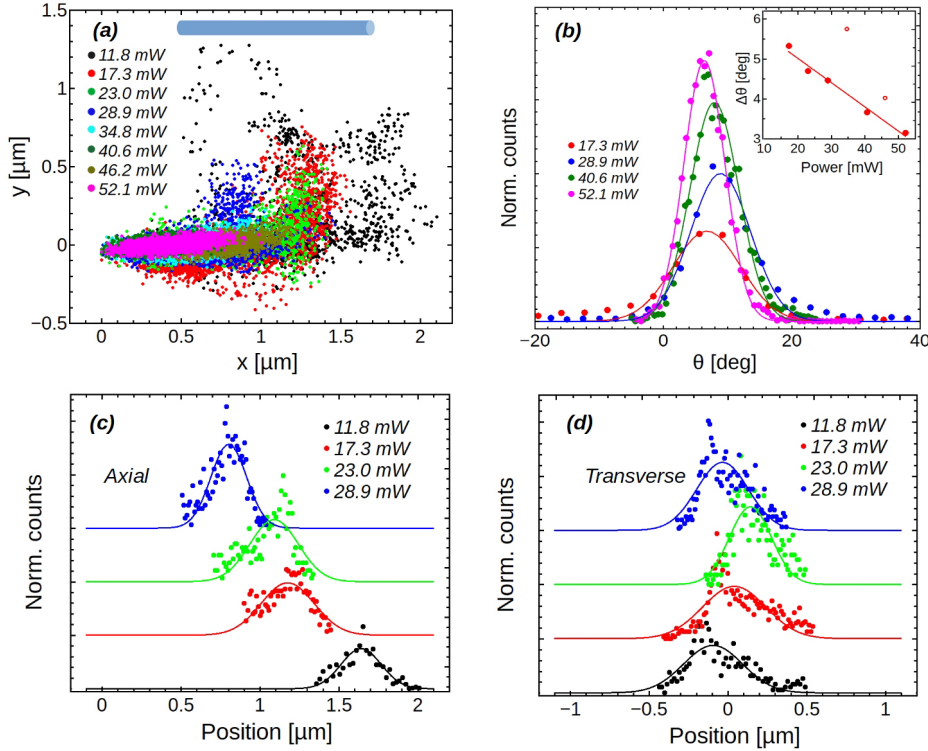 (a)
1.5
1
0.5
0
−0.5
y [µm]
11.8 mW
17.3 mW
23.0 mW
28.9 mW
34.8 mW
40.6 mW
46.2 mW
52.1 mW
0 0.5 1 1.5 2
x [µm]
(b)
Norm. counts
17.3 mW
28.9 mW
40.6 mW
52.1 mW
6
5
4
3
Δθ [deg]
10 20 30 40 50
Power [mW]
−20 0 20 40
θ [deg]
(c)
Axial
11.8 mW
17.3 mW
23.0 mW
28.9 mW
Norm. counts
0 0.5 1 1.5 2
Position [µm]
(d)
Transverse
11.8 mW
17.3 mW
23.0 mW
28.9 mW
Norm. counts
−1 −0.5 0 0.5 1
Position [µm]